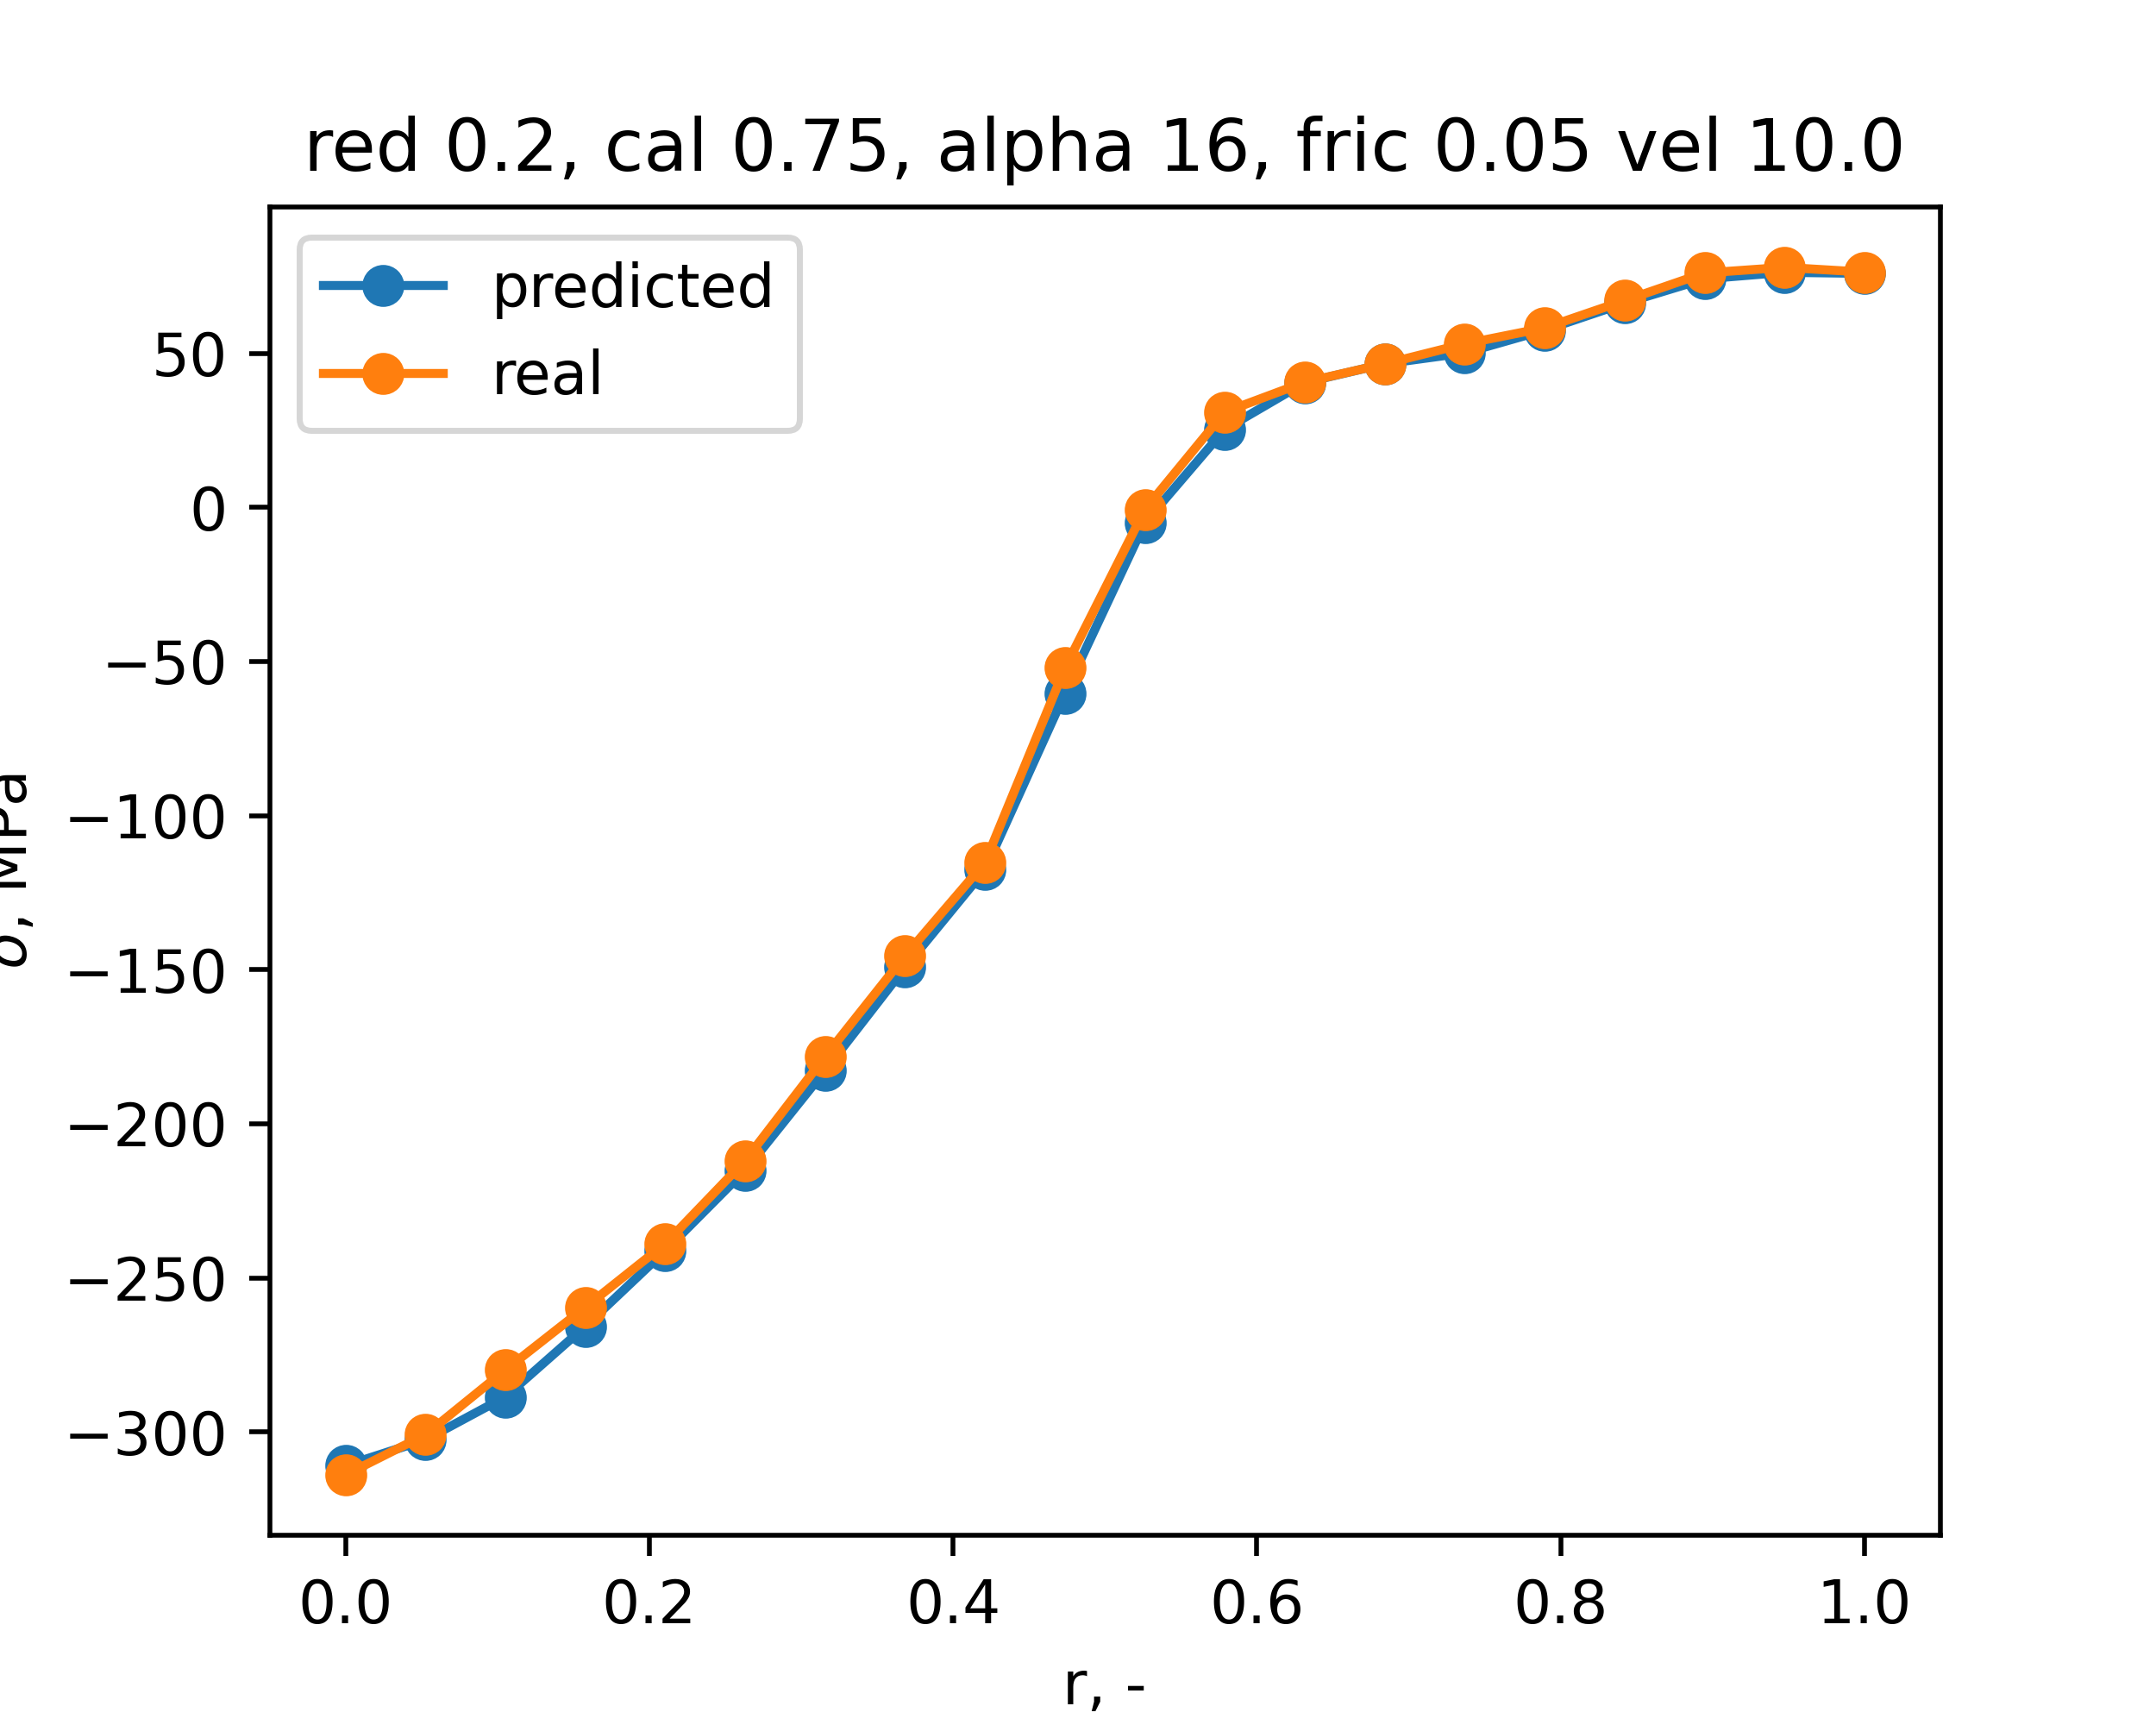 red 0.2, cal 0.75, alpha 16, fric 0.05 vel 10.0
predicted
real
50
0
−50
−100
−150
−200
−250
−300
σ, MPa
0.0 0.2 0.4 0.6 0.8 1.0
r, -